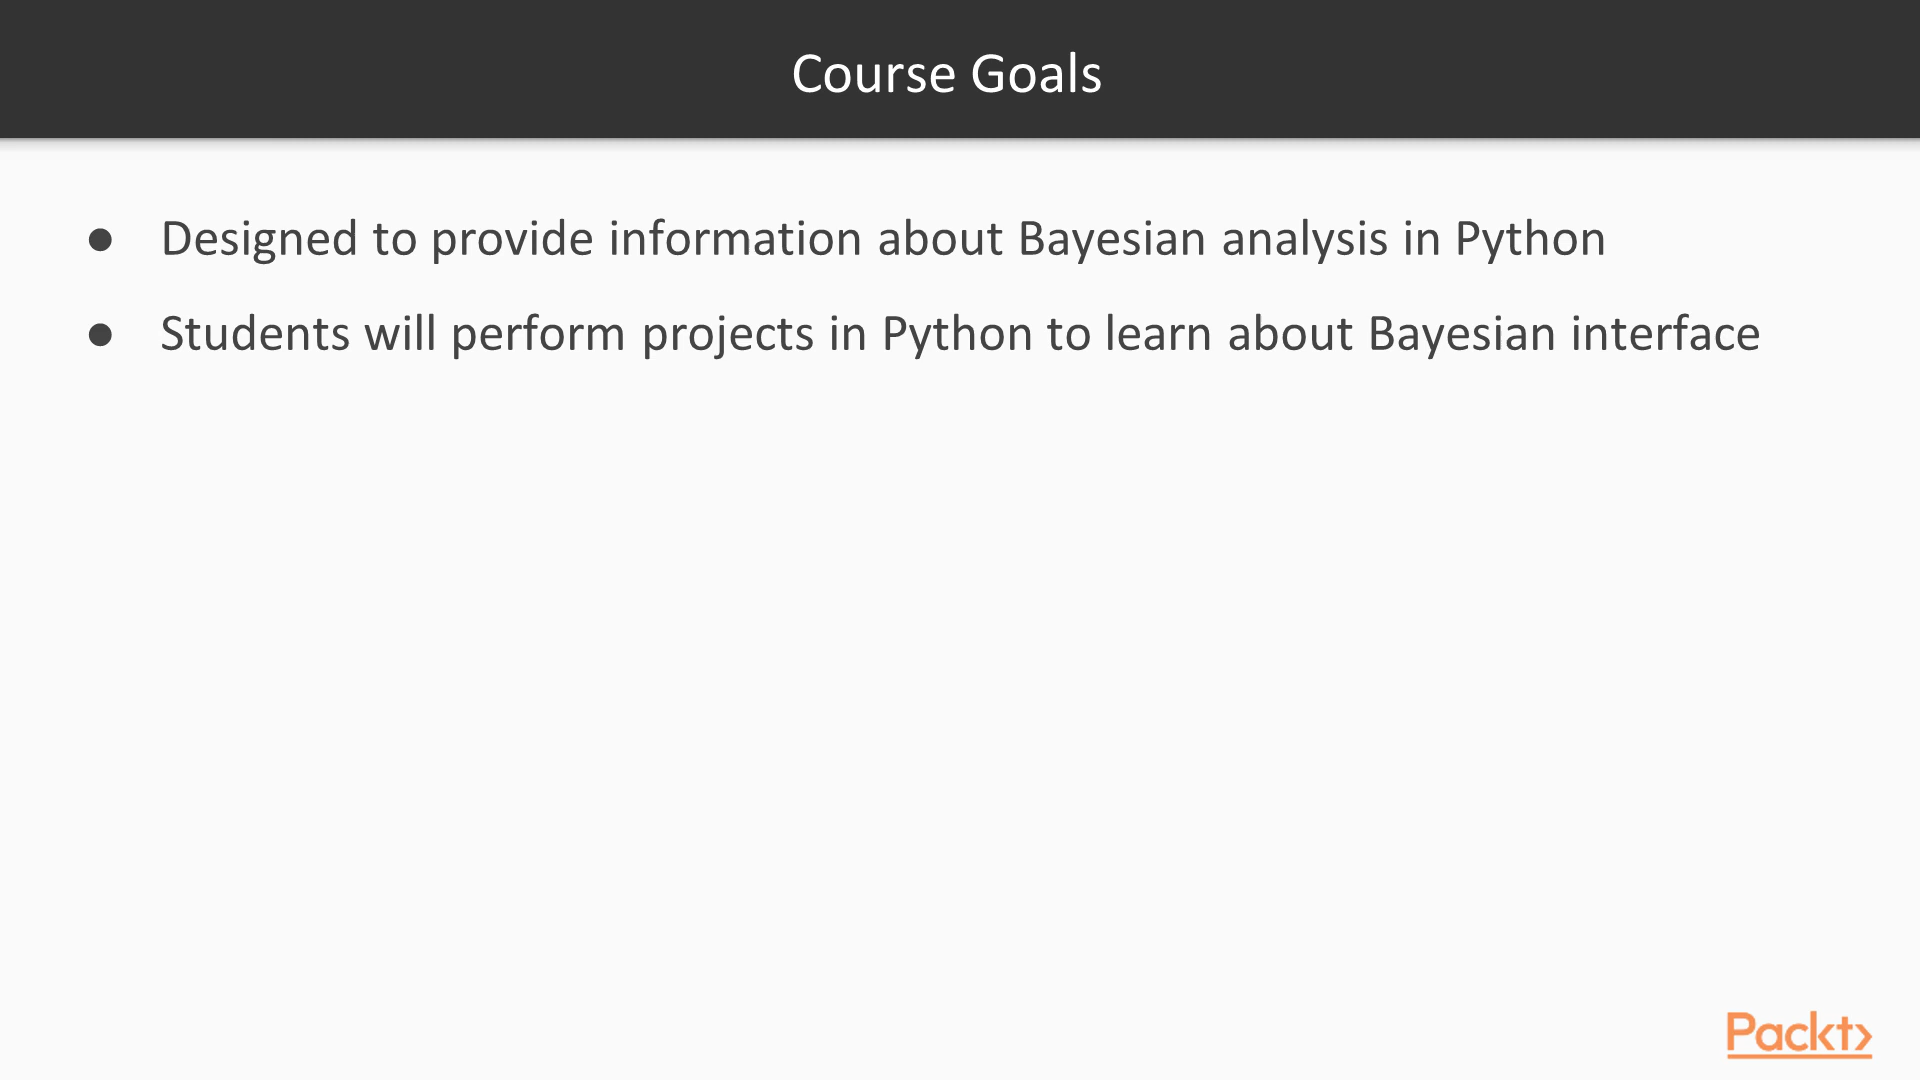 Course Goals
● Designed to provide information about Bayesian analysis in Python
● Students will perform projects in Python to learn about Bayesian interface
Packt>